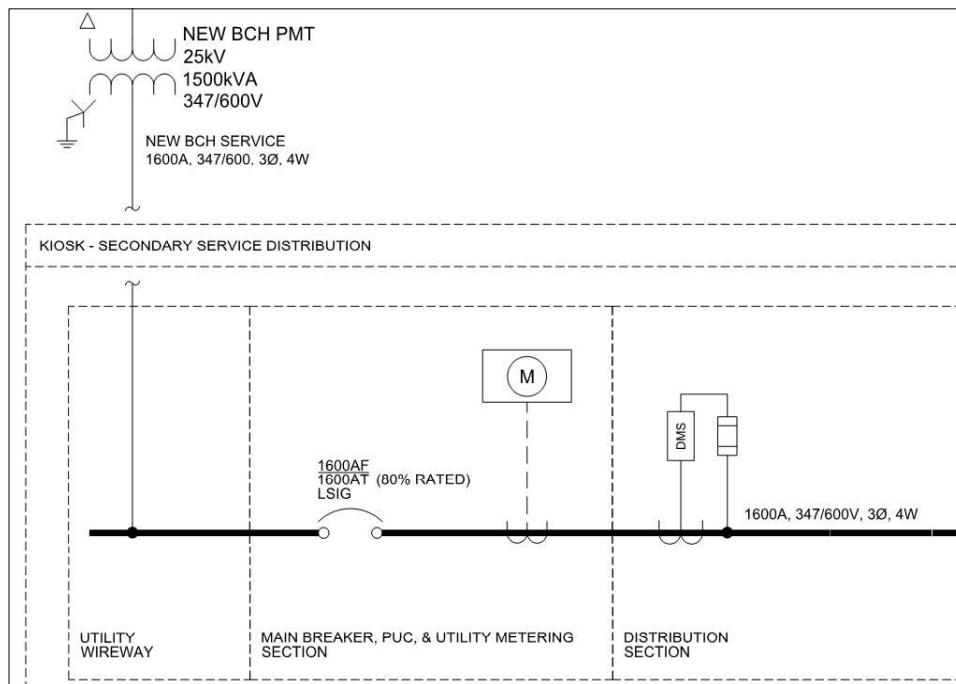 NEW BCH PMT
25kV
1500kVA
347/600V
NEW BCH SERVICE
1600A, 347/600, 3Ø, 4W
KIOSK - SECONDARY SERVICE DISTRIBUTION
M
DMS
1600AF
1600AT (80% RATED)
LSIG
1600A, 347/600V, 3Ø, 4W
UTILITY
WIREWAY
MAIN BREAKER, PUC, & UTILITY METERING
SECTION
DISTRIBUTION
SECTION